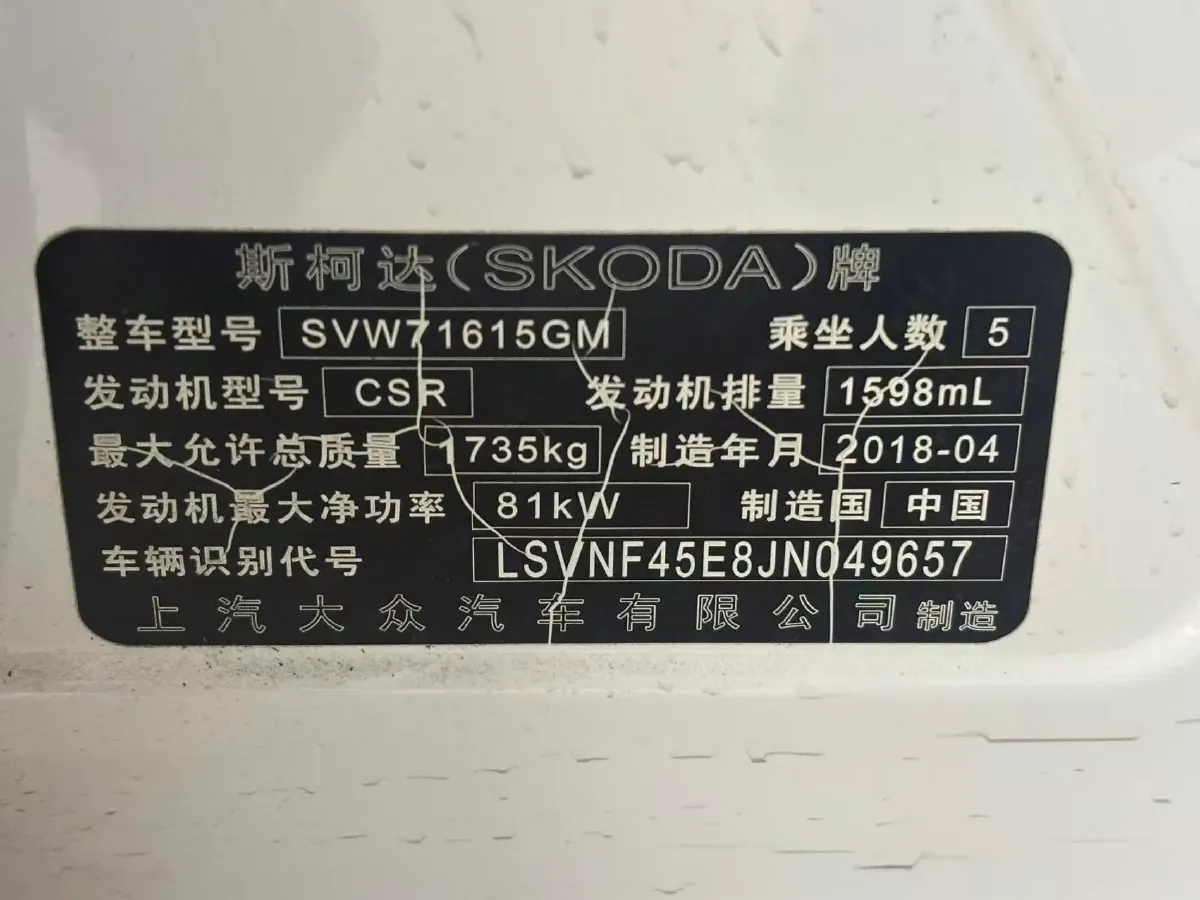 斯柯达(SKODA)牌
整车型号 SVW71615GM 乘坐人数 5
发动机型号 CSR 发动机排量 1598mL
最大允许总质量 1735kg 制造年月 2018-04
发动机最大净功率 81kW 制造国 中国
车辆识别代号 LSVNF45E8JN049657
上汽大众汽车有限公司 制造